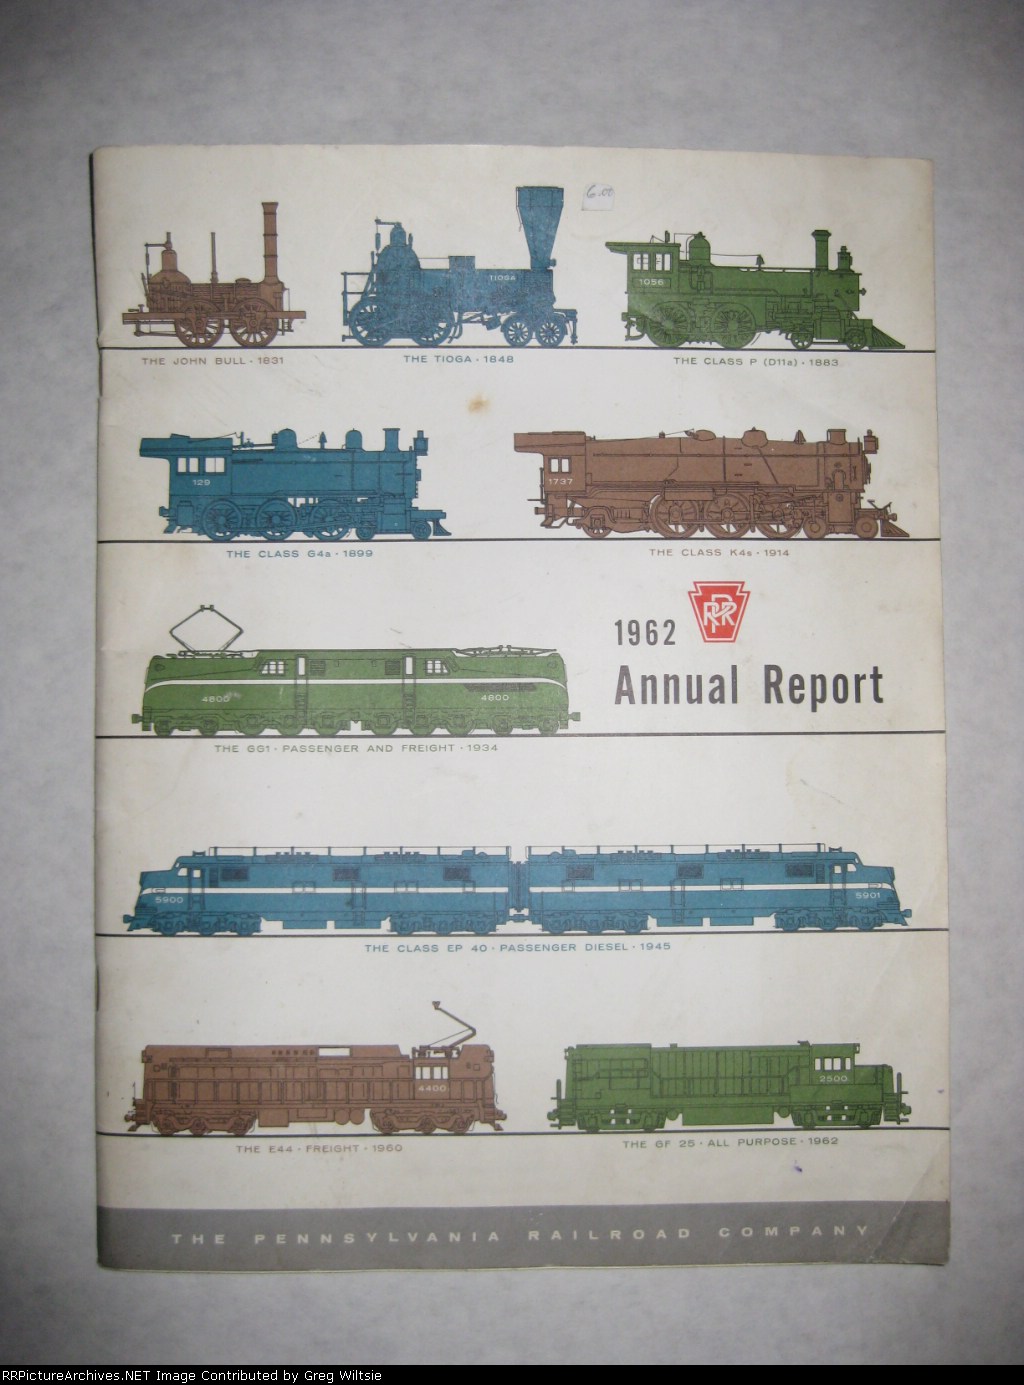 6.00
TIOGA
1056
THE JOHN BULL · 1831
THE TIOGA · 1848
THE CLASS P (D11a) · 1883
129
1737
THE CLASS G4a · 1899
THE CLASS K4s · 1914
PRR
1962
Annual Report
4800 4800
THE GG1 · PASSENGER AND FREIGHT · 1934
5900 5901
THE CLASS EP 40 · PASSENGER DIESEL · 1945
4400
2500
THE E44 · FREIGHT · 1960
THE GF 25 · ALL PURPOSE · 1962
THE PENNSYLVANIA RAILROAD COMPANY
RRPictureArchives.NET Image Contributed by Greg Wiltsie